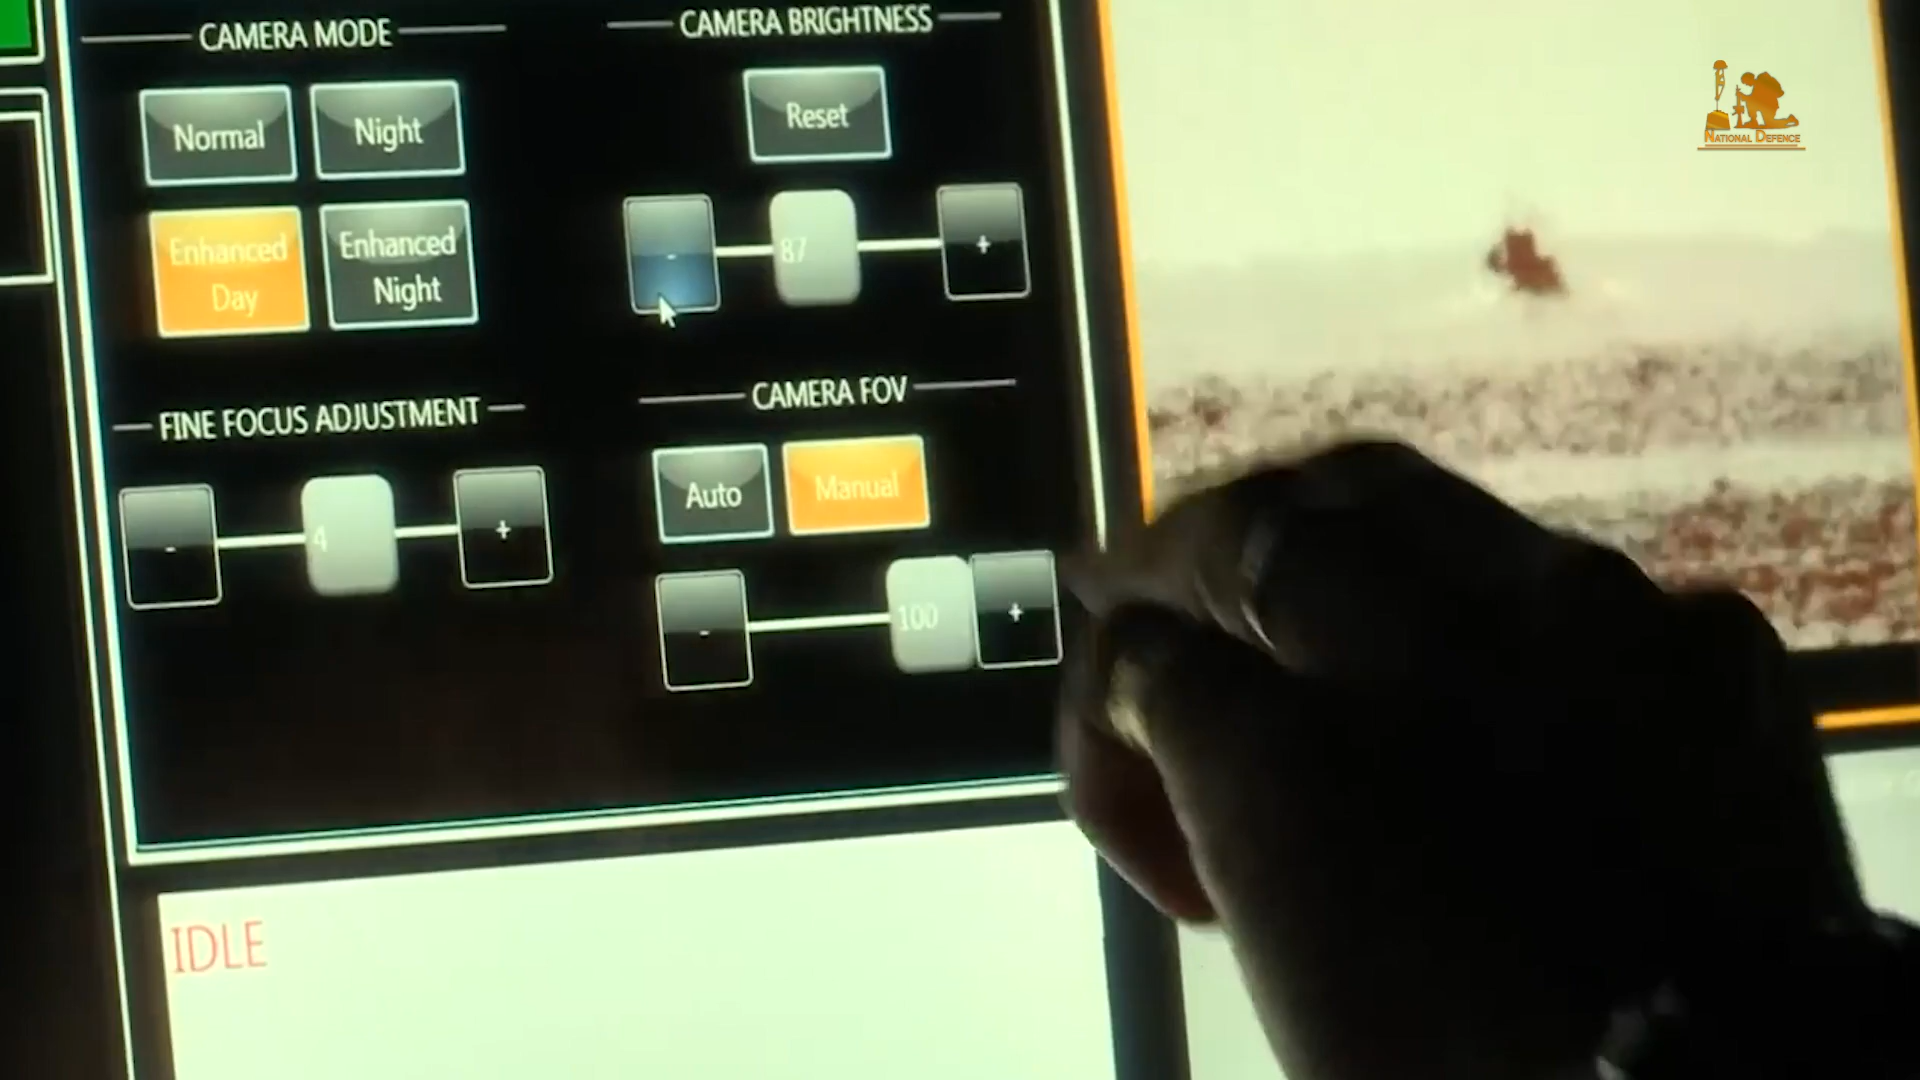 CAMERA MODE
Normal
Night
Enhanced
Day
Enhanced
Night
CAMERA BRIGHTNESS
Reset
-
87
+
FINE FOCUS ADJUSTMENT
-
4
+
CAMERA FOV
Auto
Manual
-
100
+
IDLE
NATIONAL DEFENCE